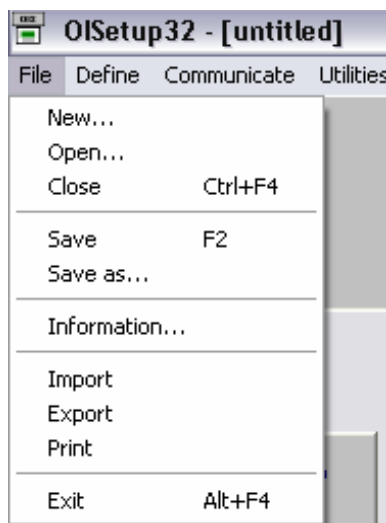 OISetup32 - [untitled]
File Define Communicate Utilities
New...
Open...
Close Ctrl+F4
Save F2
Save as...
Information...
Import
Export
Print
Exit Alt+F4